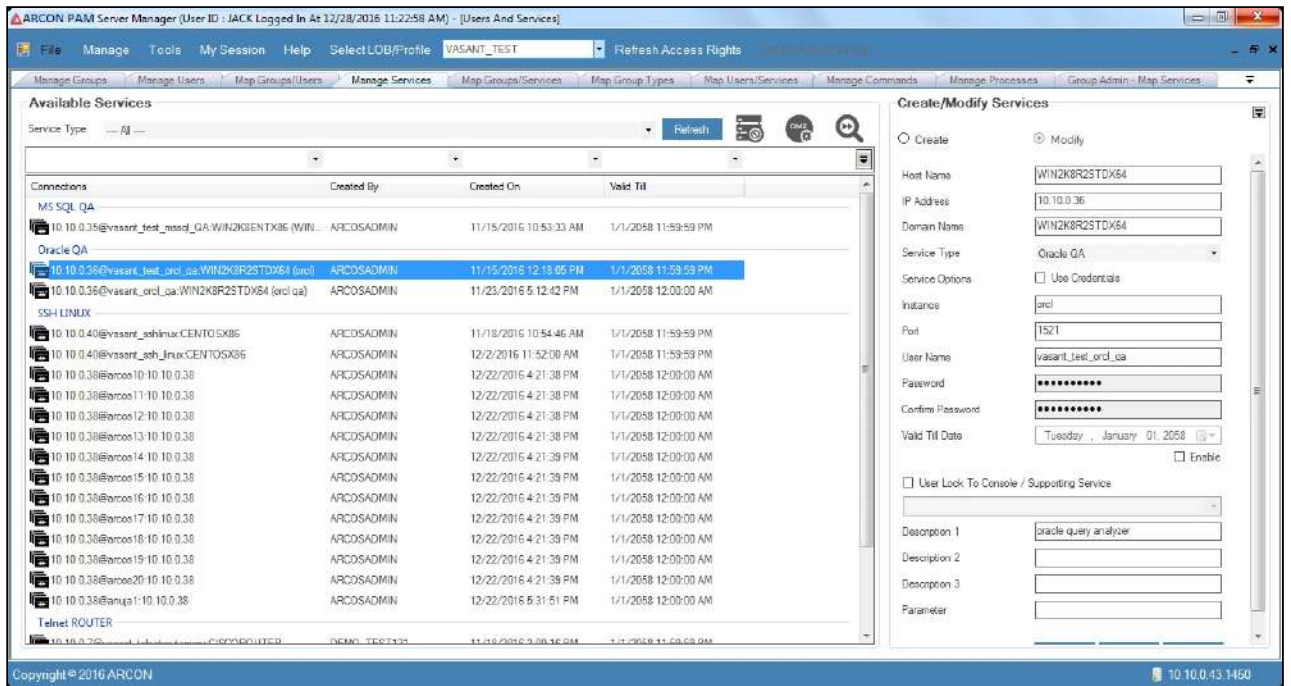 ARCON PAM Server Manager (User ID : JACK Logged In At 12/28/2016 11:22:58 AM) - [Users And Services]
File Manage Tools My Session Help Select LOB/Profile VASANT_TEST Refresh Access Rights
Manage Groups Manage Users Map Groups/Users Manage Services Map Groups/Services Map Group Types Map Users/Services Manage Commands Manage Processes Group Admin - Map Services
Available Services
Service Type --- All --- Refresh
Connections Created By Created On Valid Till
MS SQL QA
10.10.0.35@vasant_test_mssql_QA:WIN2K8ENTX86 (WIN... ARCOSADMIN 11/15/2016 10:53:33 AM 1/1/2058 11:59:59 PM
Oracle QA
10.10.0.36@vasant_test_orcl_qa:WIN2K8R2STDX64 (orcl) ARCOSADMIN 11/15/2016 12:18:05 PM 1/1/2058 11:59:59 PM
10.10.0.36@vasant_orcl_qa:WIN2K8R2STDX64 (orcl qa) ARCOSADMIN 11/23/2016 5:12:42 PM 1/1/2058 12:00:00 AM
SSH LINUX
10.10.0.40@vasant_sshlinux:CENTOSX86 ARCOSADMIN 11/18/2016 10:54:46 AM 1/1/2058 11:59:59 PM
10.10.0.40@vasant_ssh_linux:CENTOSX86 ARCOSADMIN 12/2/2016 11:52:00 AM 1/1/2058 11:59:59 PM
10.10.0.38@arcos10:10.10.0.38 ARCOSADMIN 12/22/2016 4:21:38 PM 1/1/2058 12:00:00 AM
10.10.0.38@arcos11:10.10.0.38 ARCOSADMIN 12/22/2016 4:21:38 PM 1/1/2058 12:00:00 AM
10.10.0.38@arcos12:10.10.0.38 ARCOSADMIN 12/22/2016 4:21:38 PM 1/1/2058 12:00:00 AM
10.10.0.38@arcos13:10.10.0.38 ARCOSADMIN 12/22/2016 4:21:38 PM 1/1/2058 12:00:00 AM
10.10.0.38@arcos14:10.10.0.38 ARCOSADMIN 12/22/2016 4:21:39 PM 1/1/2058 12:00:00 AM
10.10.0.38@arcos15:10.10.0.38 ARCOSADMIN 12/22/2016 4:21:39 PM 1/1/2058 12:00:00 AM
10.10.0.38@arcos16:10.10.0.38 ARCOSADMIN 12/22/2016 4:21:39 PM 1/1/2058 12:00:00 AM
10.10.0.38@arcos17:10.10.0.38 ARCOSADMIN 12/22/2016 4:21:39 PM 1/1/2058 12:00:00 AM
10.10.0.38@arcos18:10.10.0.38 ARCOSADMIN 12/22/2016 4:21:39 PM 1/1/2058 12:00:00 AM
10.10.0.38@arcos19:10.10.0.38 ARCOSADMIN 12/22/2016 4:21:39 PM 1/1/2058 12:00:00 AM
10.10.0.38@arcos20:10.10.0.38 ARCOSADMIN 12/22/2016 4:21:39 PM 1/1/2058 12:00:00 AM
10.10.0.38@anuja1:10.10.0.38 ARCOSADMIN 12/22/2016 5:31:51 PM 1/1/2058 12:00:00 AM
Telnet ROUTER
Create/Modify Services
Create Modify
Host Name WIN2K8R2STDX64
IP Address 10.10.0.36
Domain Name WIN2K8R2STDX64
Service Type Oracle QA
Service Options Use Credentials
Instance orcl
Port 1521
User Name vasant_test_orcl_qa
Password
Confirm Password
Valid Till Date Tuesday , January 01, 2058
Enable
User Lock To Console / Supporting Service
Description 1 oracle query analyzer
Description 2
Description 3
Parameter
Copyright © 2016 ARCON 10.10.0.43.1450